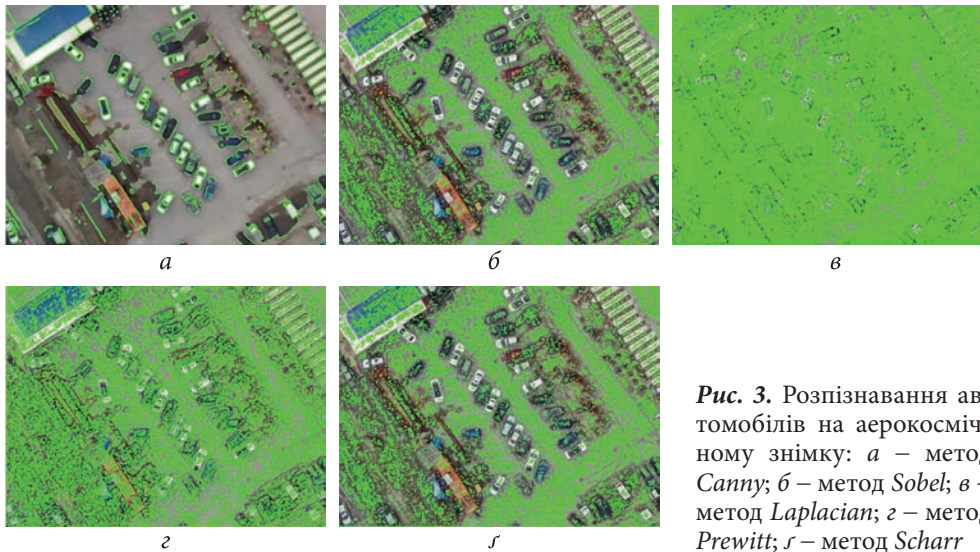 а
б
в
г
ґ
Рис. 3. Розпізнавання ав-
томобілів на аерокосміч-
ному знімку: а – метод
Canny; б – метод Sobel; в –
метод Laplacian; г – метод
Prewitt; ґ – метод Scharr